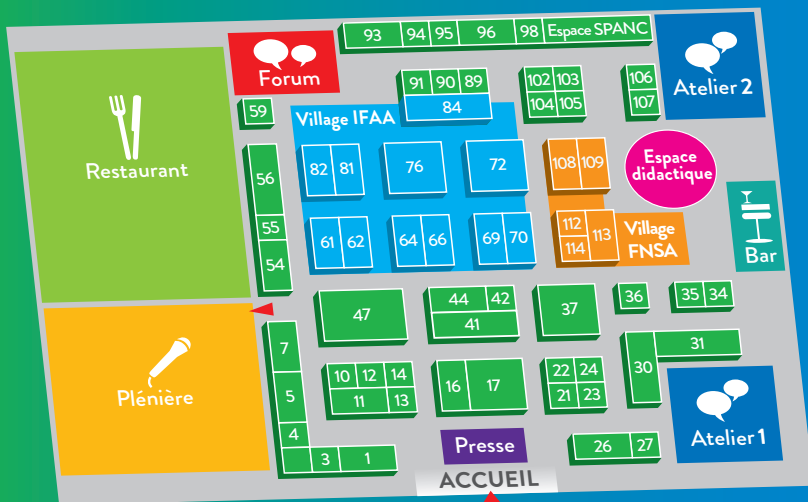 93 94 95 96 98 Espace SPANC
Forum
Atelier 2
91 90 89
84
102 103
104 105
106
107
59
Village IFAA
Restaurant
56
55
54
82 81
76
72
108 109
Espace
didactique
61 62
64 66
69 70
112
114
113
Village
FNSA
Bar
47
44 42
41
37
36
35 34
Plénière
7
5
4
3 1
10 12 14
11 13
16 17
22 24
21 23
30
31
Presse
26 27
Atelier 1
ACCUEIL